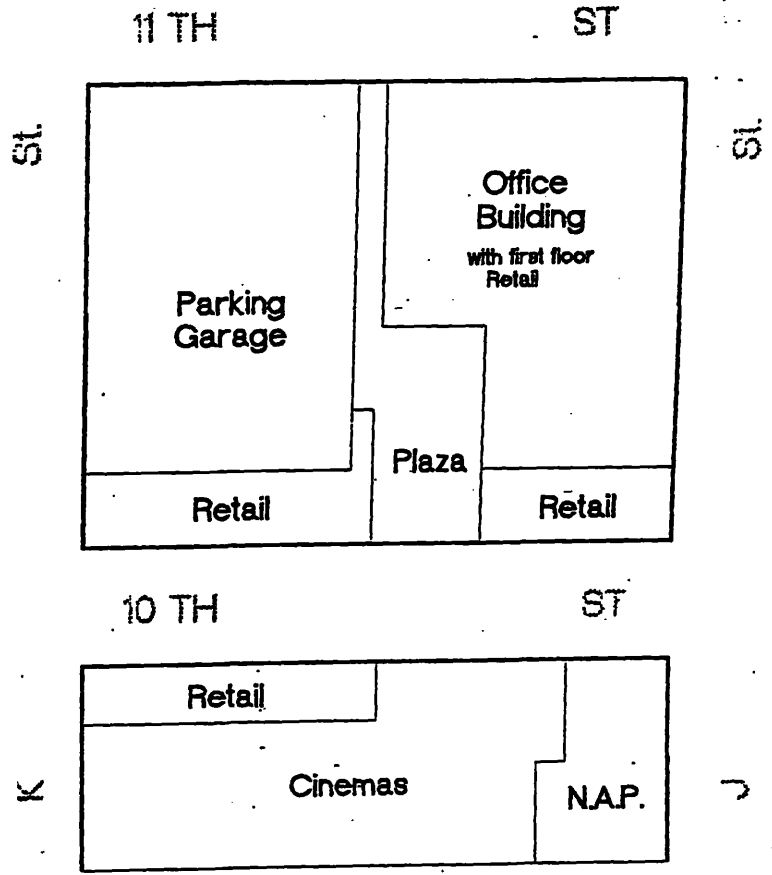 11 TH ST
St.
St.
Office
Building
with first floor
Retail
Parking
Garage
Plaza
Retail
Retail
10 TH ST
Retail
Cinemas
N.A.P.
K
J